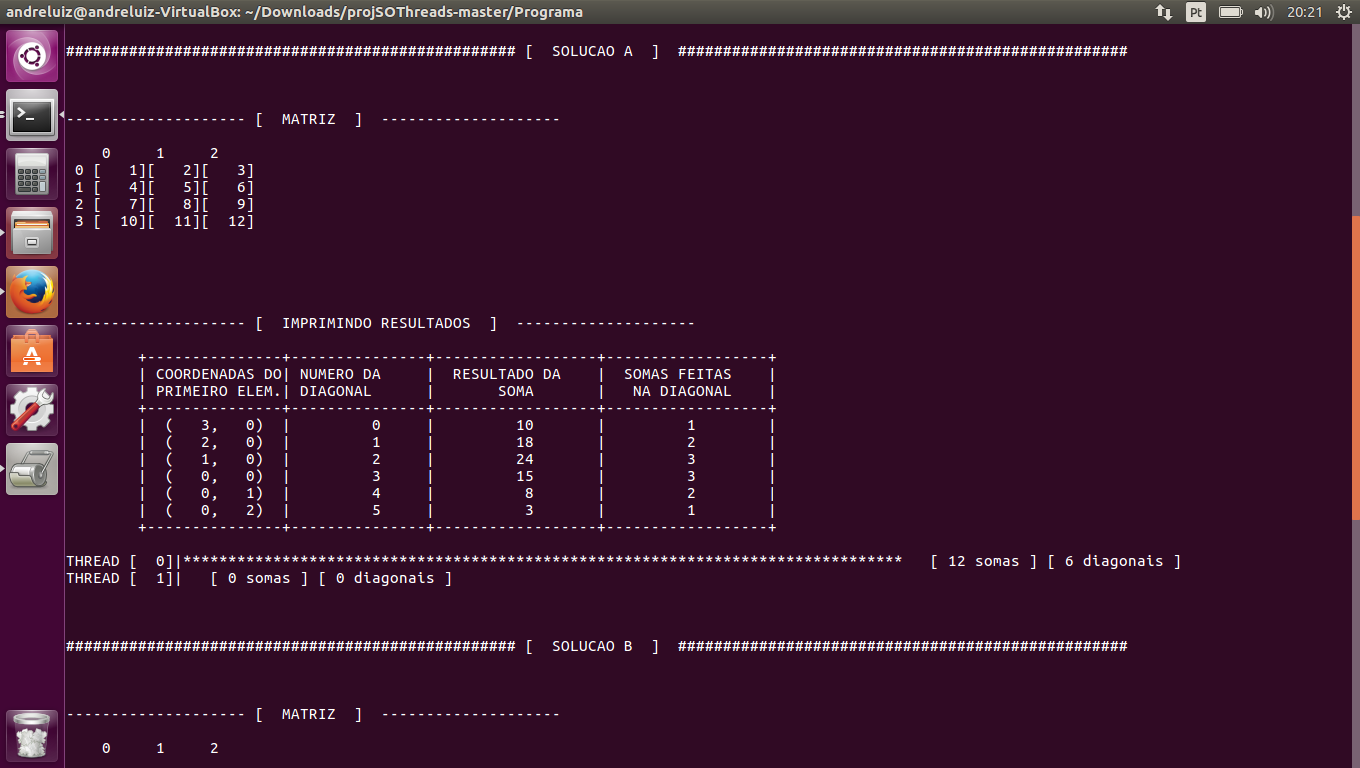 andreluiz@andreluiz-VirtualBox: ~/Downloads/projSOThreads-master/Programa Pt 20:21
################################################## [  SOLUCAO A  ]  ##################################################
-------------------- [  MATRIZ  ]  --------------------
    0     1     2
 0 [   1][   2][   3]
 1 [   4][   5][   6]
 2 [   7][   8][   9]
 3 [  10][  11][  12]
-------------------- [  IMPRIMINDO RESULTADOS  ]  --------------------
+---------------+---------------+------------------+------------------+
| COORDENADAS DO| NUMERO DA     |  RESULTADO DA    |  SOMAS FEITAS    |
| PRIMEIRO ELEM.| DIAGONAL      |       SOMA       |   NA DIAGONAL    |
+---------------+---------------+------------------+------------------+
|  (   3,   0)  |         0     |         10       |         1        |
|  (   2,   0)  |         1     |         18       |         2        |
|  (   1,   0)  |         2     |         24       |         3        |
|  (   0,   0)  |         3     |         15       |         3        |
|  (   0,   1)  |         4     |          8       |         2        |
|  (   0,   2)  |         5     |          3       |         1        |
+---------------+---------------+------------------+------------------+
THREAD [  0]|********************************************************************************   [ 12 somas ] [ 6 diagonais ]
THREAD [  1]|   [ 0 somas ] [ 0 diagonais ]
################################################## [  SOLUCAO B  ]  ##################################################
-------------------- [  MATRIZ  ]  --------------------
    0     1     2